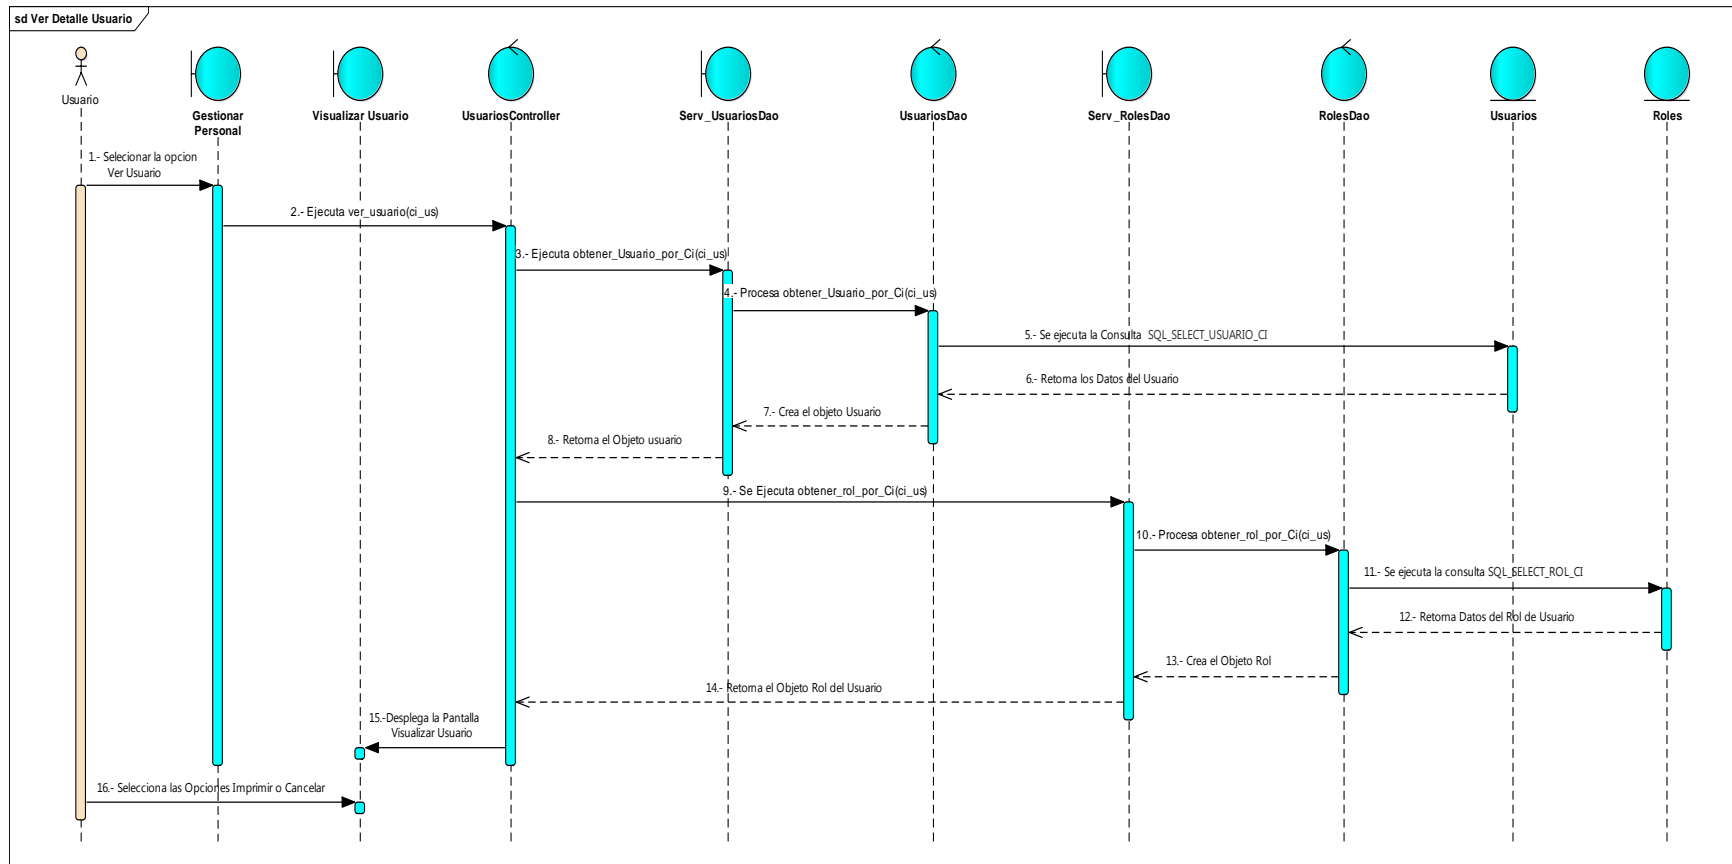 sd Ver Detalle Usuario
Usuario
Gestionar
Personal
Visualizar Usuario
UsuariosController
Serv_UsuariosDao
UsuariosDao
Serv_RolesDao
RolesDao
Usuarios
Roles
1.- Selecionar la opcion
Ver Usuario
2.- Ejecuta ver_usuario(ci_us)
3.- Ejecuta obtener_Usuario_por_Ci(ci_us)
4.- Procesa obtener_Usuario_por_Ci(ci_us)
5.- Se ejecuta la Consulta SQL_SELECT_USUARIO_CI
6.- Retorna los Datos del Usuario
7.- Crea el objeto Usuario
8.- Retorna el Objeto usuario
9.- Se Ejecuta obtener_rol_por_Ci(ci_us)
10.- Procesa obtener_rol_por_Ci(ci_us)
11.- Se ejecuta la consulta SQL_SELECT_ROL_CI
12.- Retorna Datos del Rol de Usuario
13.- Crea el Objeto Rol
14.- Retorna el Objeto Rol del Usuario
15.-Desplega la Pantalla
Visualizar Usuario
16.- Selecciona las Opciones Imprimir o Cancelar